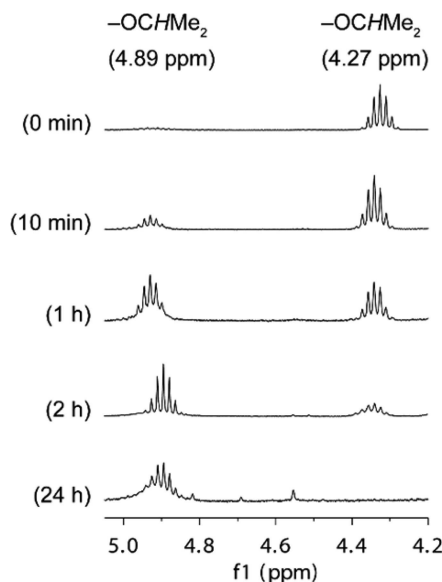 –OCHMe₂ –OCHMe₂
(4.89 ppm) (4.27 ppm)
(0 min)
(10 min)
(1 h)
(2 h)
(24 h)
5.0 4.8 4.6 4.4 4.2
f1 (ppm)